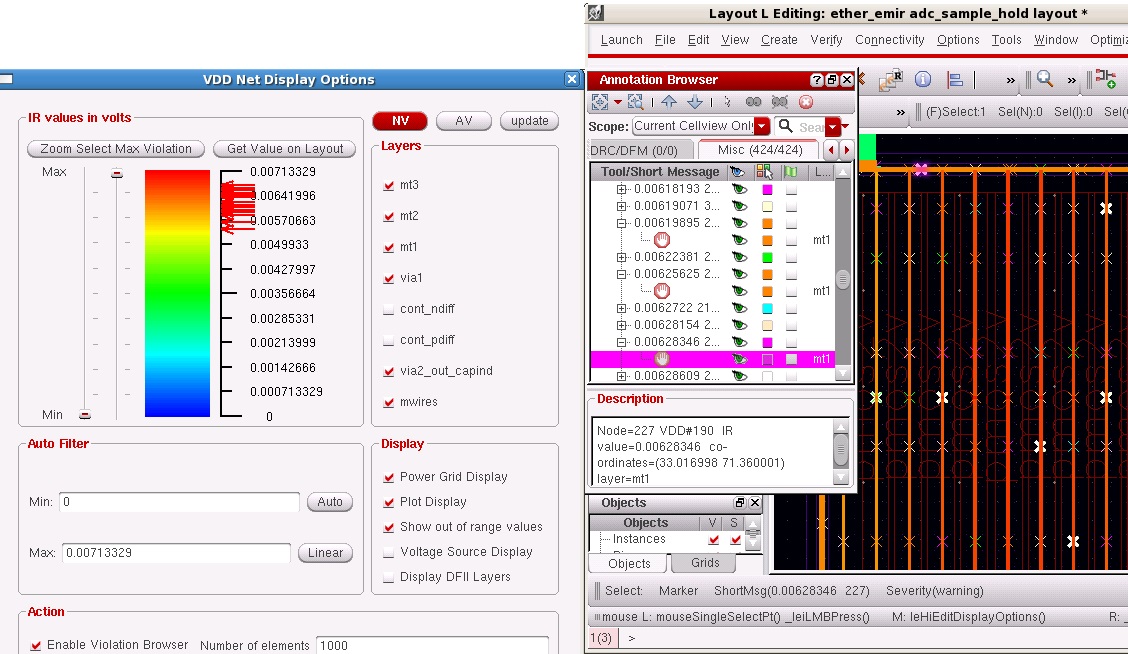 Layout L Editing: ether_emir adc_sample_hold layout *
Launch File Edit View Create Verify Connectivity Options Tools Window Optimiz
VDD Net Display Options
IR values in volts
Zoom Select Max Violation
Get Value on Layout
Max
Min
0.00713329
0.00641996
0.00570663
0.0049933
0.00427997
0.00356664
0.00285331
0.00213999
0.00142666
0.000713329
0
NV
AV
update
Layers
mt3
mt2
mt1
via1
cont_ndiff
cont_pdiff
via2_out_capind
mwires
Auto Filter
Min: 0
Auto
Max: 0.00713329
Linear
Display
Power Grid Display
Plot Display
Show out of range values
Voltage Source Display
Display DFII Layers
Action
Enable Violation Browser
Number of elements 1000
Annotation Browser
Scope: Current Cellview Onl
Sear
DRC/DFM (0/0)
Misc (424/424)
Tool/Short Message L...
0.00618193 2...
0.00619071 3...
0.00619895 2...
mt1
0.00622381 2...
0.00625625 2...
mt1
0.0062722 21...
0.00628154 2...
0.00628346 2...
mt1
0.00628609 2...
Description
Node=227 VDD#190 IR
value=0.00628346 co-
ordinates=(33.016998 71.360001)
layer=mt1
(F)Select:1 Sel(N):0 Sel(I):0 Sel(
Objects
Objects V S
Instances
Objects
Grids
Select: Marker ShortMsg(0.00628346 227) Severity(warning)
mouse L: mouseSingleSelectPt() _leiLMBPress() M: leHiEditDisplayOptions() R: _
1(3) >